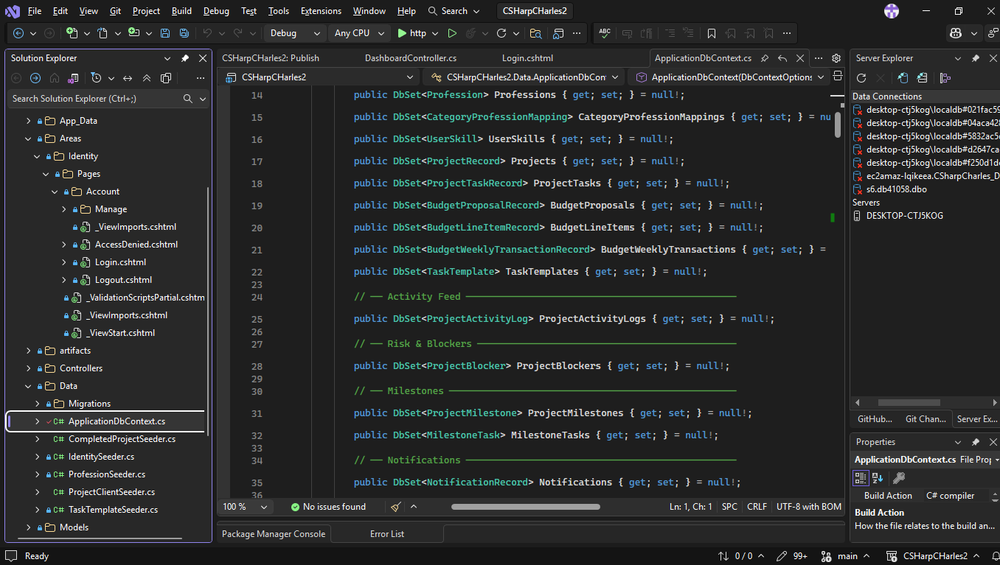 File Edit View Git Project Build Debug Test Tools Extensions Window Help Search CSHarpCHarles2
Debug Any CPU http
Solution Explorer
Search Solution Explorer (Ctrl+;)
App_Data
Areas
Identity
Pages
Account
Manage
_ViewImports.cshtml
AccessDenied.cshtml
Login.cshtml
Logout.cshtml
_ValidationScriptsPartial.cshtm
_ViewImports.cshtml
_ViewStart.cshtml
artifacts
Controllers
Data
Migrations
C# ApplicationDbContext.cs
C# CompletedProjectSeeder.cs
C# IdentitySeeder.cs
C# ProfessionSeeder.cs
C# ProjectClientSeeder.cs
C# TaskTemplateSeeder.cs
Models
CSHarpCHarles2: Publish DashboardController.cs Login.cshtml ApplicationDbContext.cs
CSHarpCHarles2 CSHarpCHarles2.Data.ApplicationDbCont ApplicationDbContext(DbContextOptions
14 public DbSet<Profession> Professions { get; set; } = null!;
15 public DbSet<CategoryProfessionMapping> CategoryProfessionMappings { get; set; } = nu
16 public DbSet<UserSkill> UserSkills { get; set; } = null!;
17 public DbSet<ProjectRecord> Projects { get; set; } = null!;
18 public DbSet<ProjectTaskRecord> ProjectTasks { get; set; } = null!;
19 public DbSet<BudgetProposalRecord> BudgetProposals { get; set; } = null!;
20 public DbSet<BudgetLineItemRecord> BudgetLineItems { get; set; } = null!;
21 public DbSet<BudgetWeeklyTransactionRecord> BudgetWeeklyTransactions { get; set; } =
22 public DbSet<TaskTemplate> TaskTemplates { get; set; } = null!;
23
24 // ── Activity Feed ────────────────────────────────────────────────
25 public DbSet<ProjectActivityLog> ProjectActivityLogs { get; set; } = null!;
26
27 // ── Risk & Blockers ──────────────────────────────────────────────
28 public DbSet<ProjectBlocker> ProjectBlockers { get; set; } = null!;
29
30 // ── Milestones ───────────────────────────────────────────────────
31 public DbSet<ProjectMilestone> ProjectMilestones { get; set; } = null!;
32 public DbSet<MilestoneTask> MilestoneTasks { get; set; } = null!;
33
34 // ── Notifications ────────────────────────────────────────────────
35 public DbSet<NotificationRecord> Notifications { get; set; } = null!;
36
100 % No issues found Ln: 1, Ch: 1 SPC CRLF UTF-8 with BOM
Package Manager Console Error List
Server Explorer
Data Connections
desktop-ctj5kog\localdb#021fac59
desktop-ctj5kog\localdb#04aca428
desktop-ctj5kog\localdb#5832ac5
desktop-ctj5kog\localdb#d2647ca
desktop-ctj5kog\localdb#f250d1d
ec2amaz-lqikeea.CSharpCharles_D
s6.db41058.dbo
Servers
DESKTOP-CTJ5KOG
GitHub... Git Chan... Server Ex...
Properties
ApplicationDbContext.cs File Prop
Build Action C# compiler
Build Action
How the file relates to the build an...
Ready 0 / 0 99+ main CSHarpCHarles2